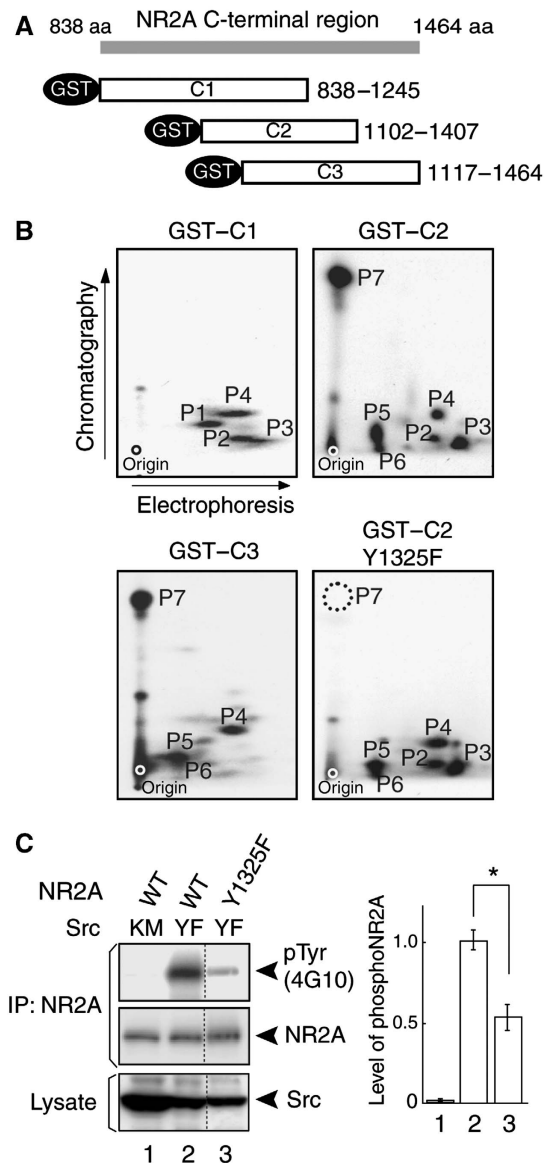 A
838 aa NR2A C-terminal region 1464 aa
GST C1 838–1245
GST C2 1102–1407
GST C3 1117–1464
B
GST–C1 GST–C2
Chromatography
P1 P4
P2 P3
Origin
Electrophoresis
P7
P5 P4
P2 P3
P6
Origin
GST–C3
GST–C2
Y1325F
P7
P4
P5
P6
Origin
P7
P4
P5 P2 P3
P6
Origin
C
NR2A WT WT Y1325F
Src KM YF YF
IP: NR2A
pTyr
(4G10)
NR2A
Lysate Src
1 2 3
Level of phosphoNR2A
*
1.0
0.5
0
1 2 3